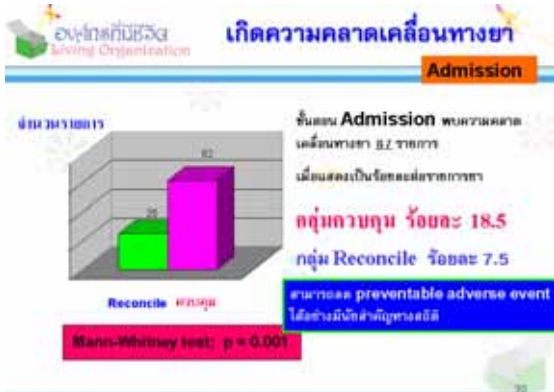 องค์กรที่มีชีวิต
Living Organization
เกิดความคลาดเคลื่อนทางยา
Admission
จำนวนรายการ
62
ขั้นตอน Admission พบความคลาด
เคลื่อนทางยา รายการ
เมื่อแสดงเป็นร้อยละต่อรายการยา
กลุ่มควบคุม ร้อยละ 18.5
กลุ่ม Reconcile ร้อยละ 7.5
Reconcile ควบคุม
สามารถลด preventable adverse event
ได้อย่างมีนัยสำคัญทางสถิติ
Mann-Whitney test; p = 0.001